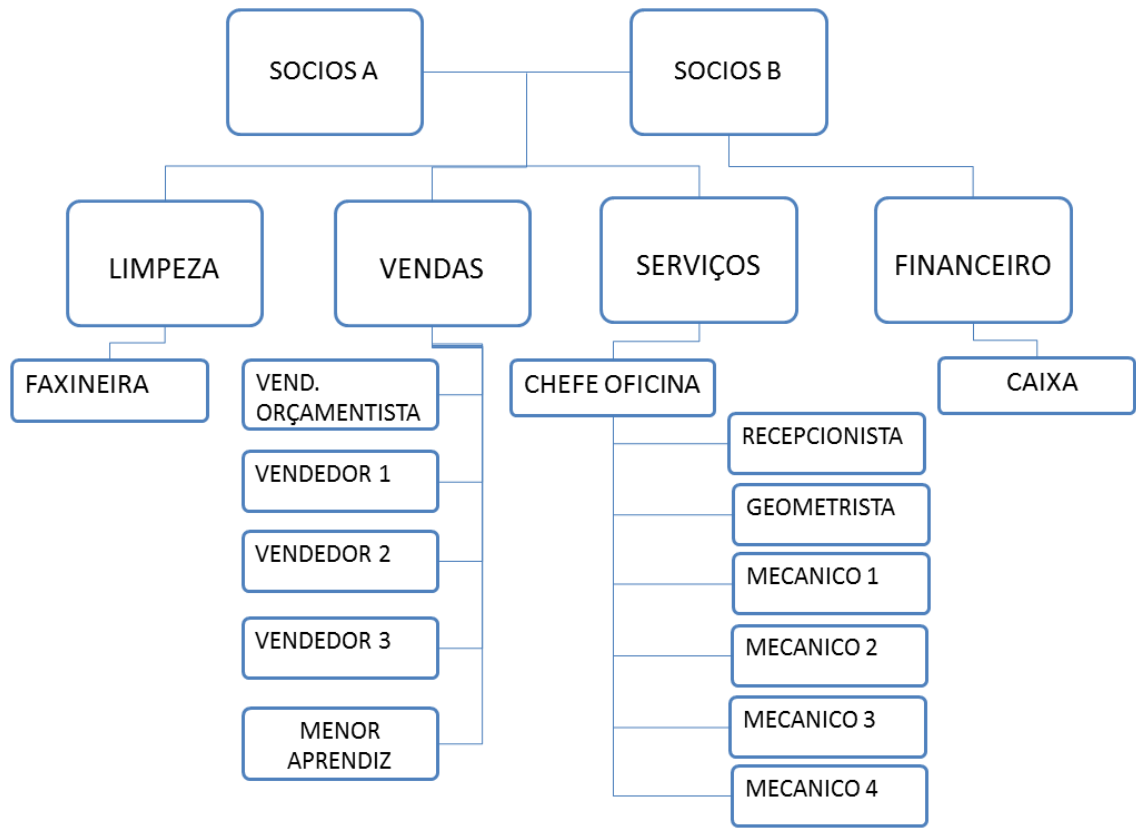 SOCIOS A
SOCIOS B
LIMPEZA
VENDAS
SERVIÇOS
FINANCEIRO
FAXINEIRA
VEND.
ORÇAMENTISTA
VENDEDOR 1
VENDEDOR 2
VENDEDOR 3
MENOR
APRENDIZ
CHEFE OFICINA
RECEPCIONISTA
GEOMETRISTA
MECANICO 1
MECANICO 2
MECANICO 3
MECANICO 4
CAIXA